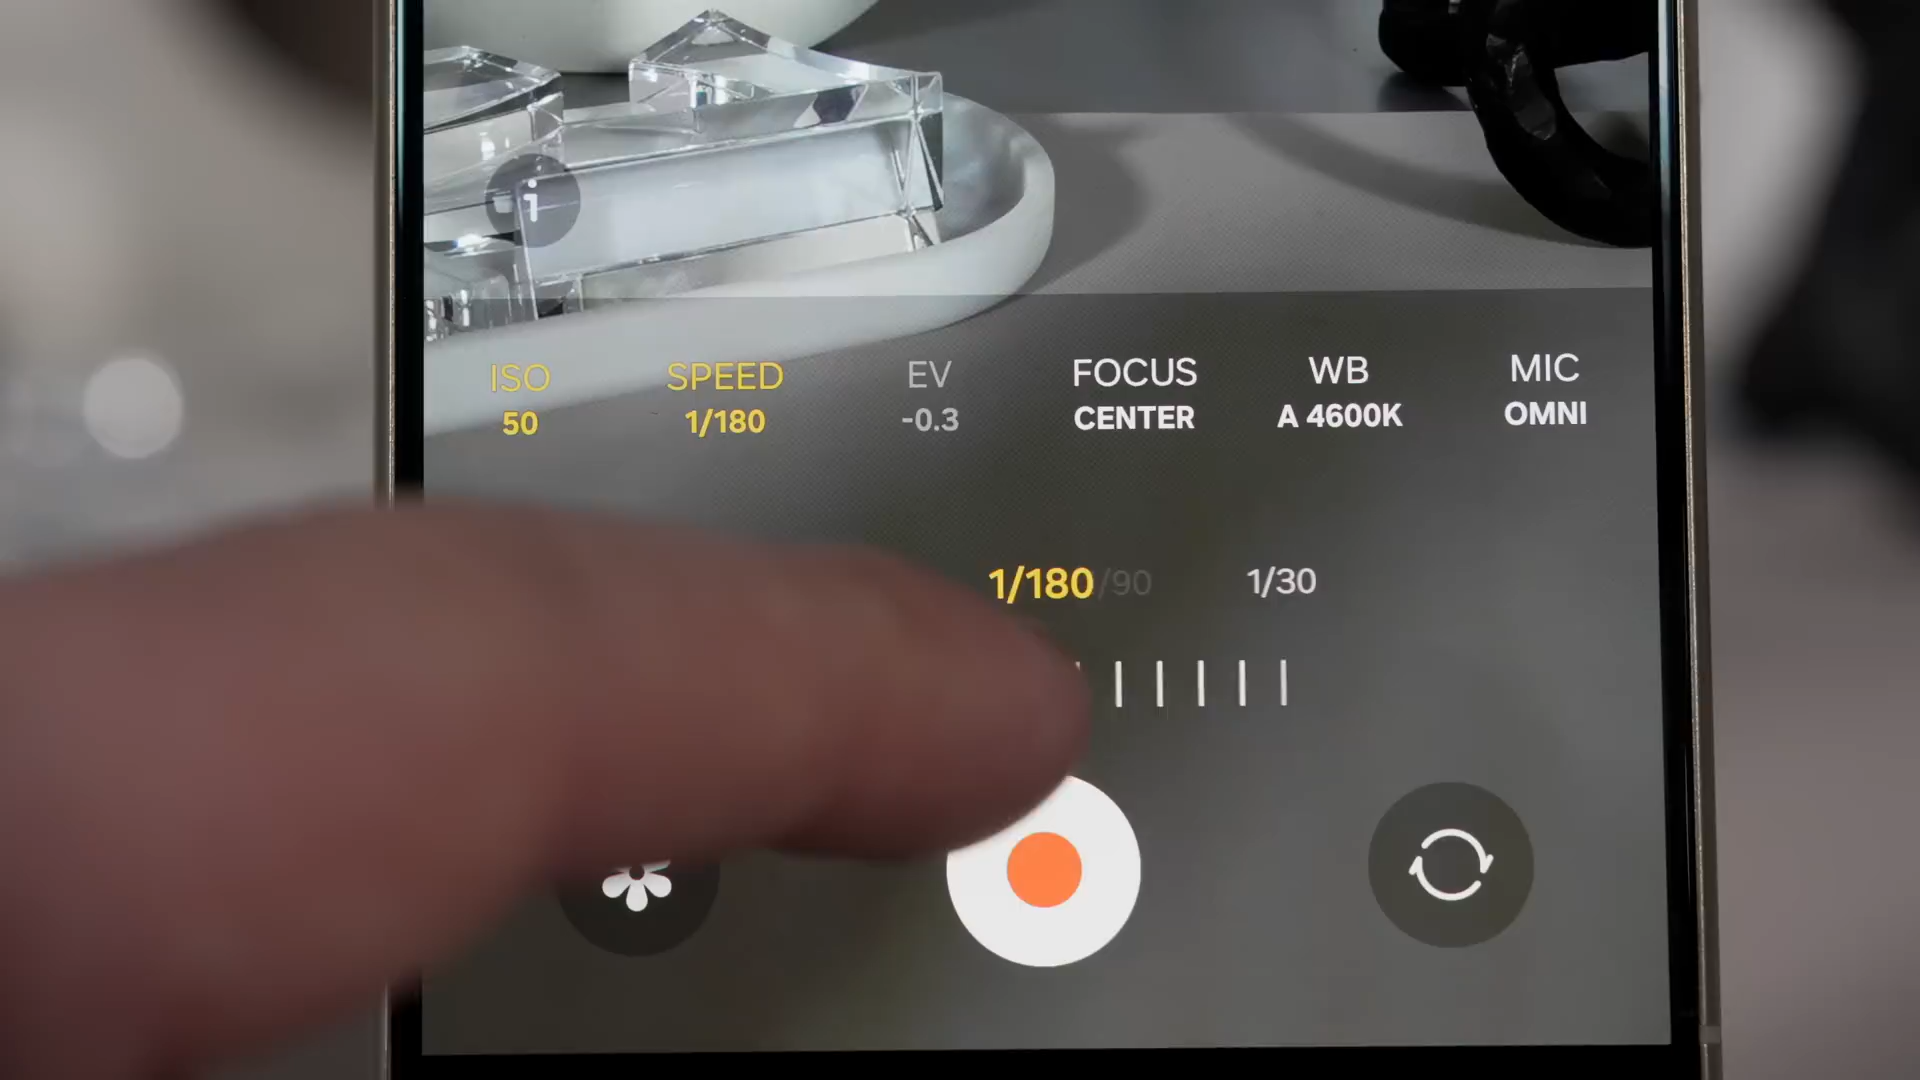 i
ISO SPEED EV FOCUS WB MIC
50 1/180 -0.3 CENTER A 4600K OMNI
1/180 /90 1/30